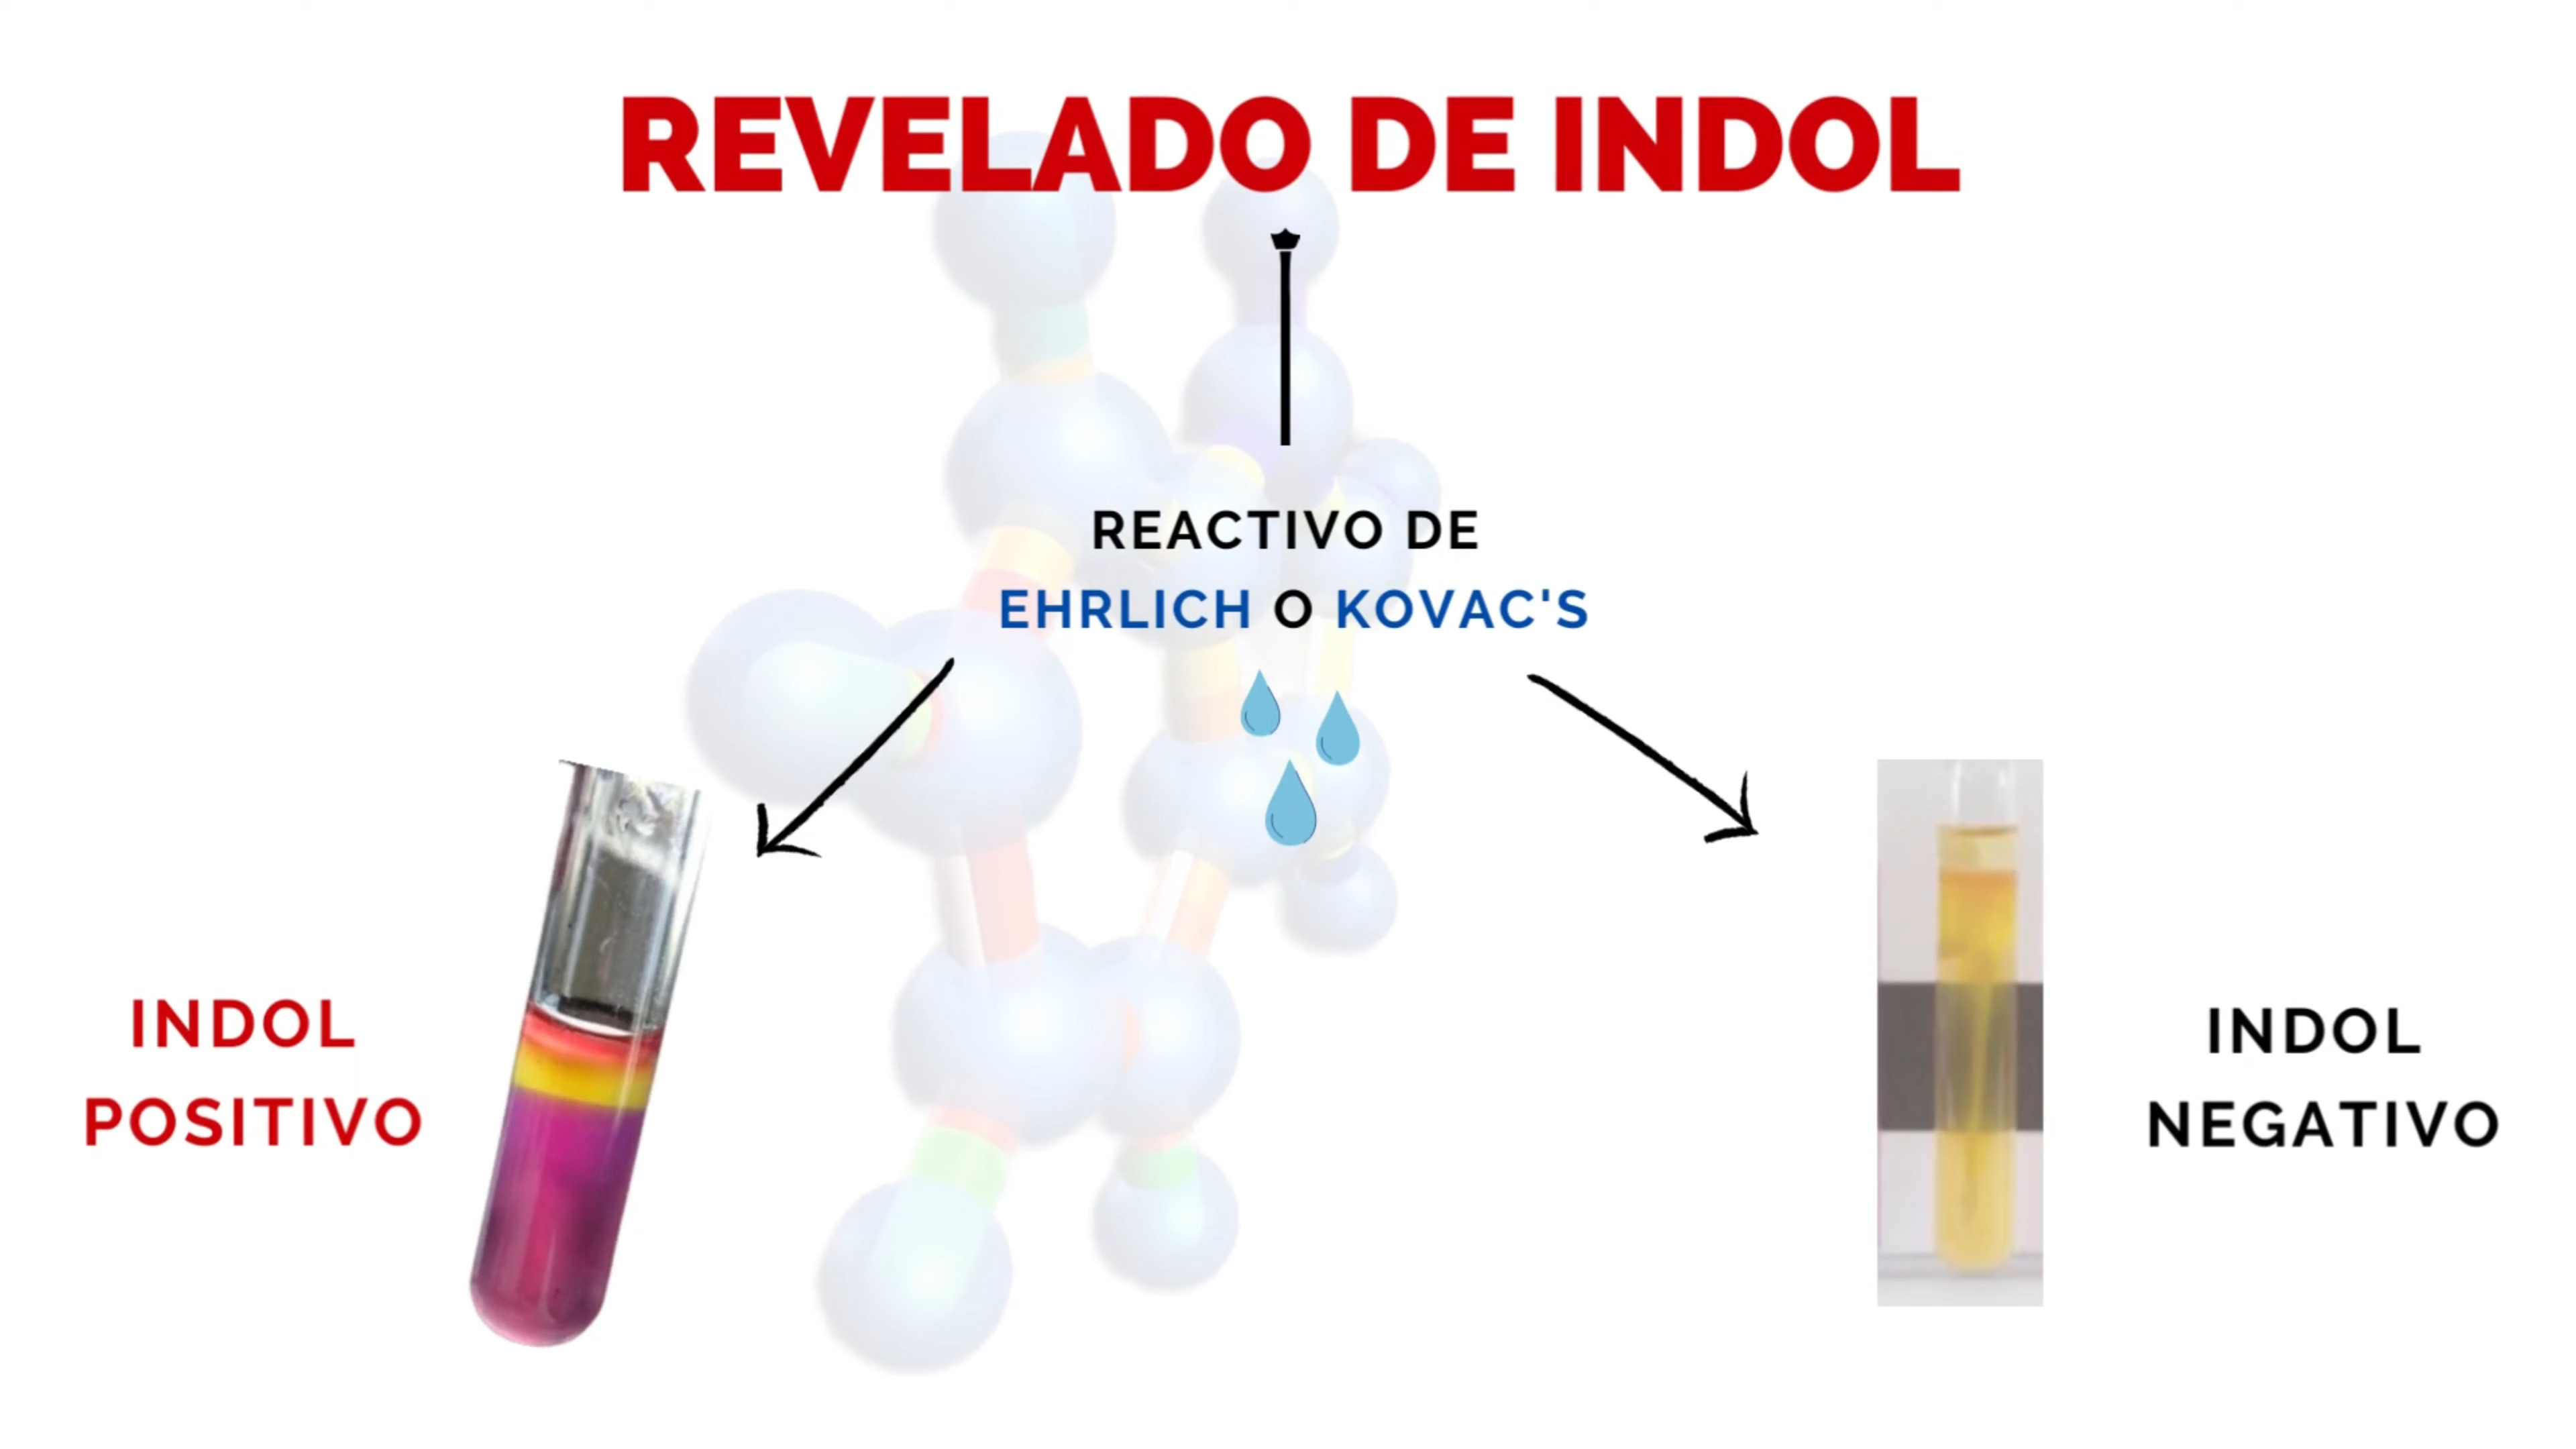 REVELADO DE INDOL
REACTIVO DE
EHRLICH O KOVAC'S
INDOL
POSITIVO
INDOL
NEGATIVO